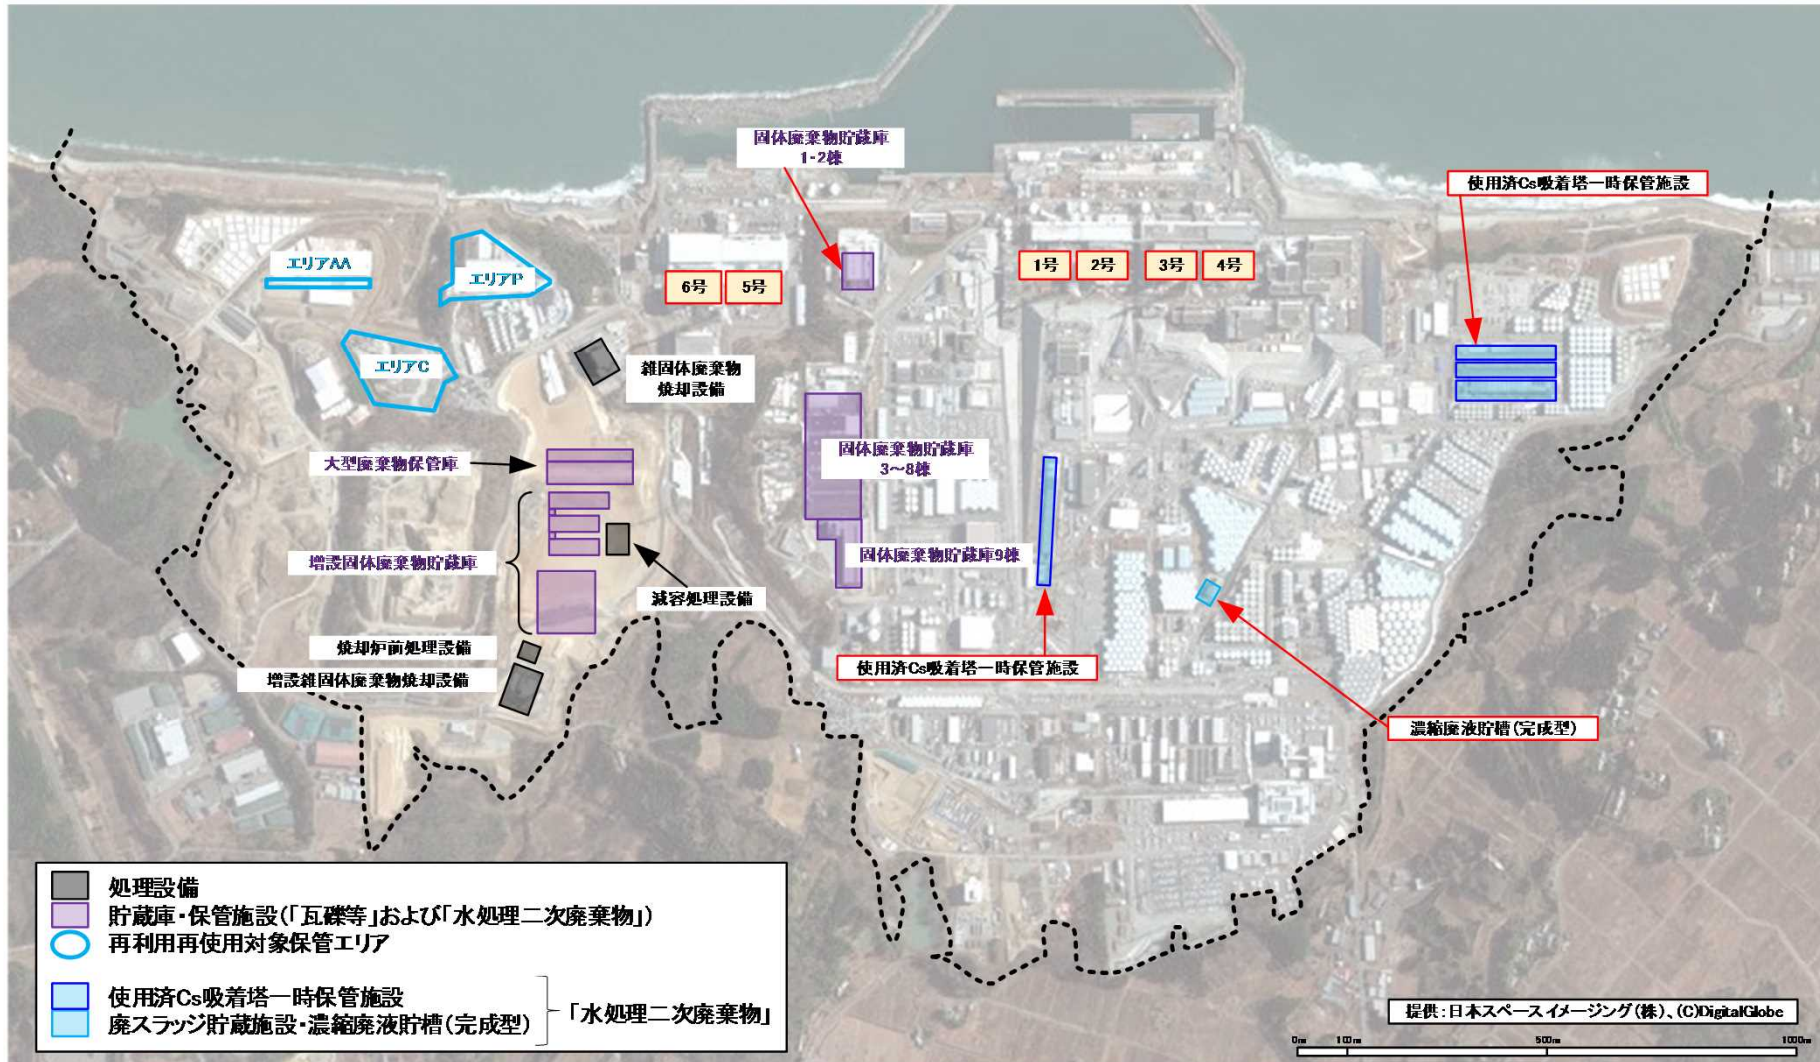 固体廃棄物貯蔵庫
1-2棟
使用済Cs吸着塔一時保管施設
エリアAA
エリアP
6号
5号
1号
2号
3号
4号
エリアC
雑固体廃棄物
焼却設備
大型廃棄物保管庫
固体廃棄物貯蔵庫
3～8棟
増設固体廃棄物貯蔵庫
固体廃棄物貯蔵庫9棟
減容処理設備
焼却炉前処理設備
増設雑固体廃棄物焼却設備
使用済Cs吸着塔一時保管施設
濃縮廃液貯槽(完成型)
処理設備
貯蔵庫・保管施設(「瓦礫等」および「水処理二次廃棄物」)
再利用再使用対象保管エリア
使用済Cs吸着塔一時保管施設
廃スラッジ貯蔵施設・濃縮廃液貯槽(完成型)
「水処理二次廃棄物」
提供:日本スペースイメージング(株)、(C)DigitalGlobe
0m 100m 500m 1000m